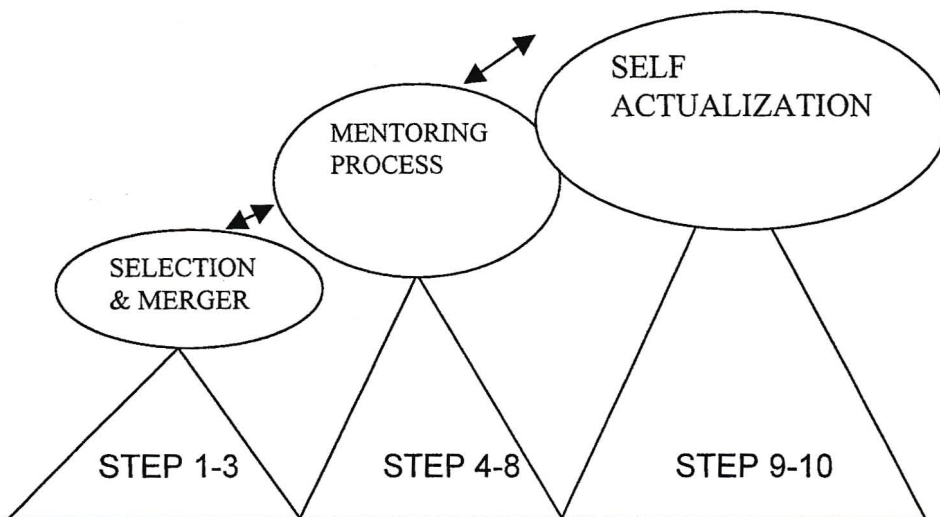 SELF
ACTUALIZATION
MENTORING
PROCESS
SELECTION
& MERGER
STEP 1-3
STEP 4-8
STEP 9-10